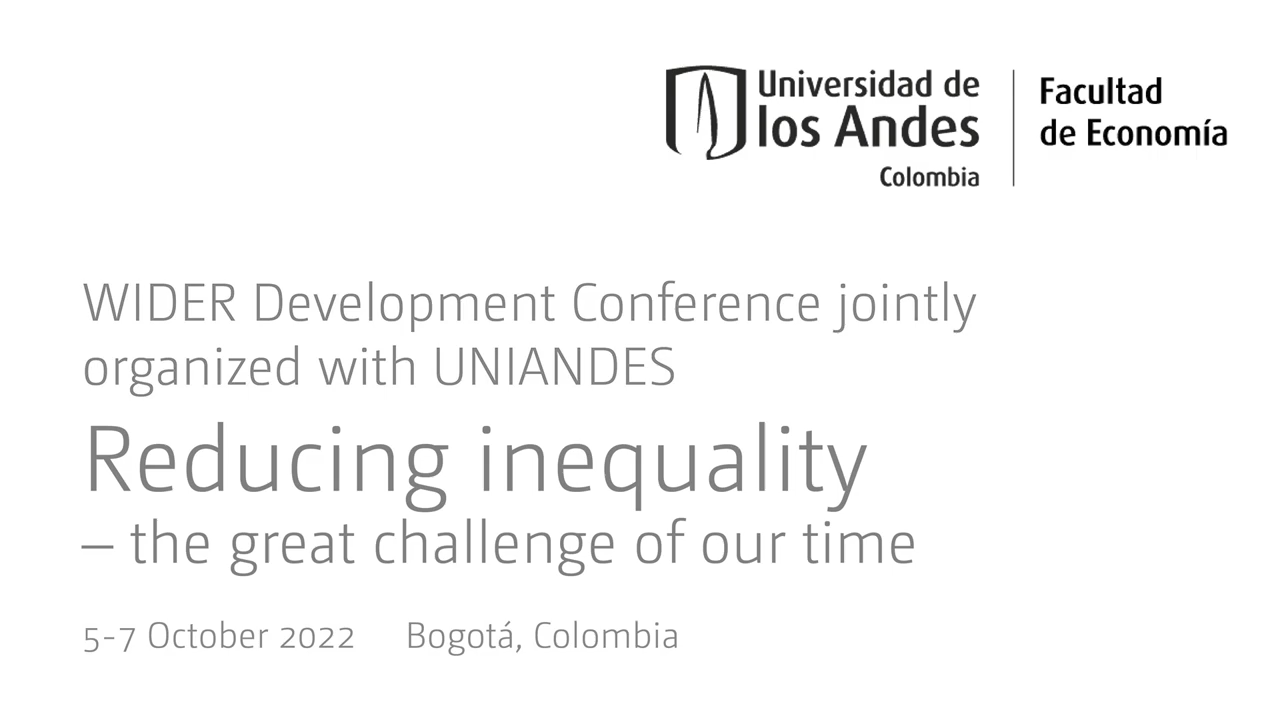 Universidad de
los Andes
Colombia
Facultad
de Economía
WIDER Development Conference jointly
organized with UNIANDES
Reducing inequality
– the great challenge of our time
5-7 October 2022 Bogotá, Colombia